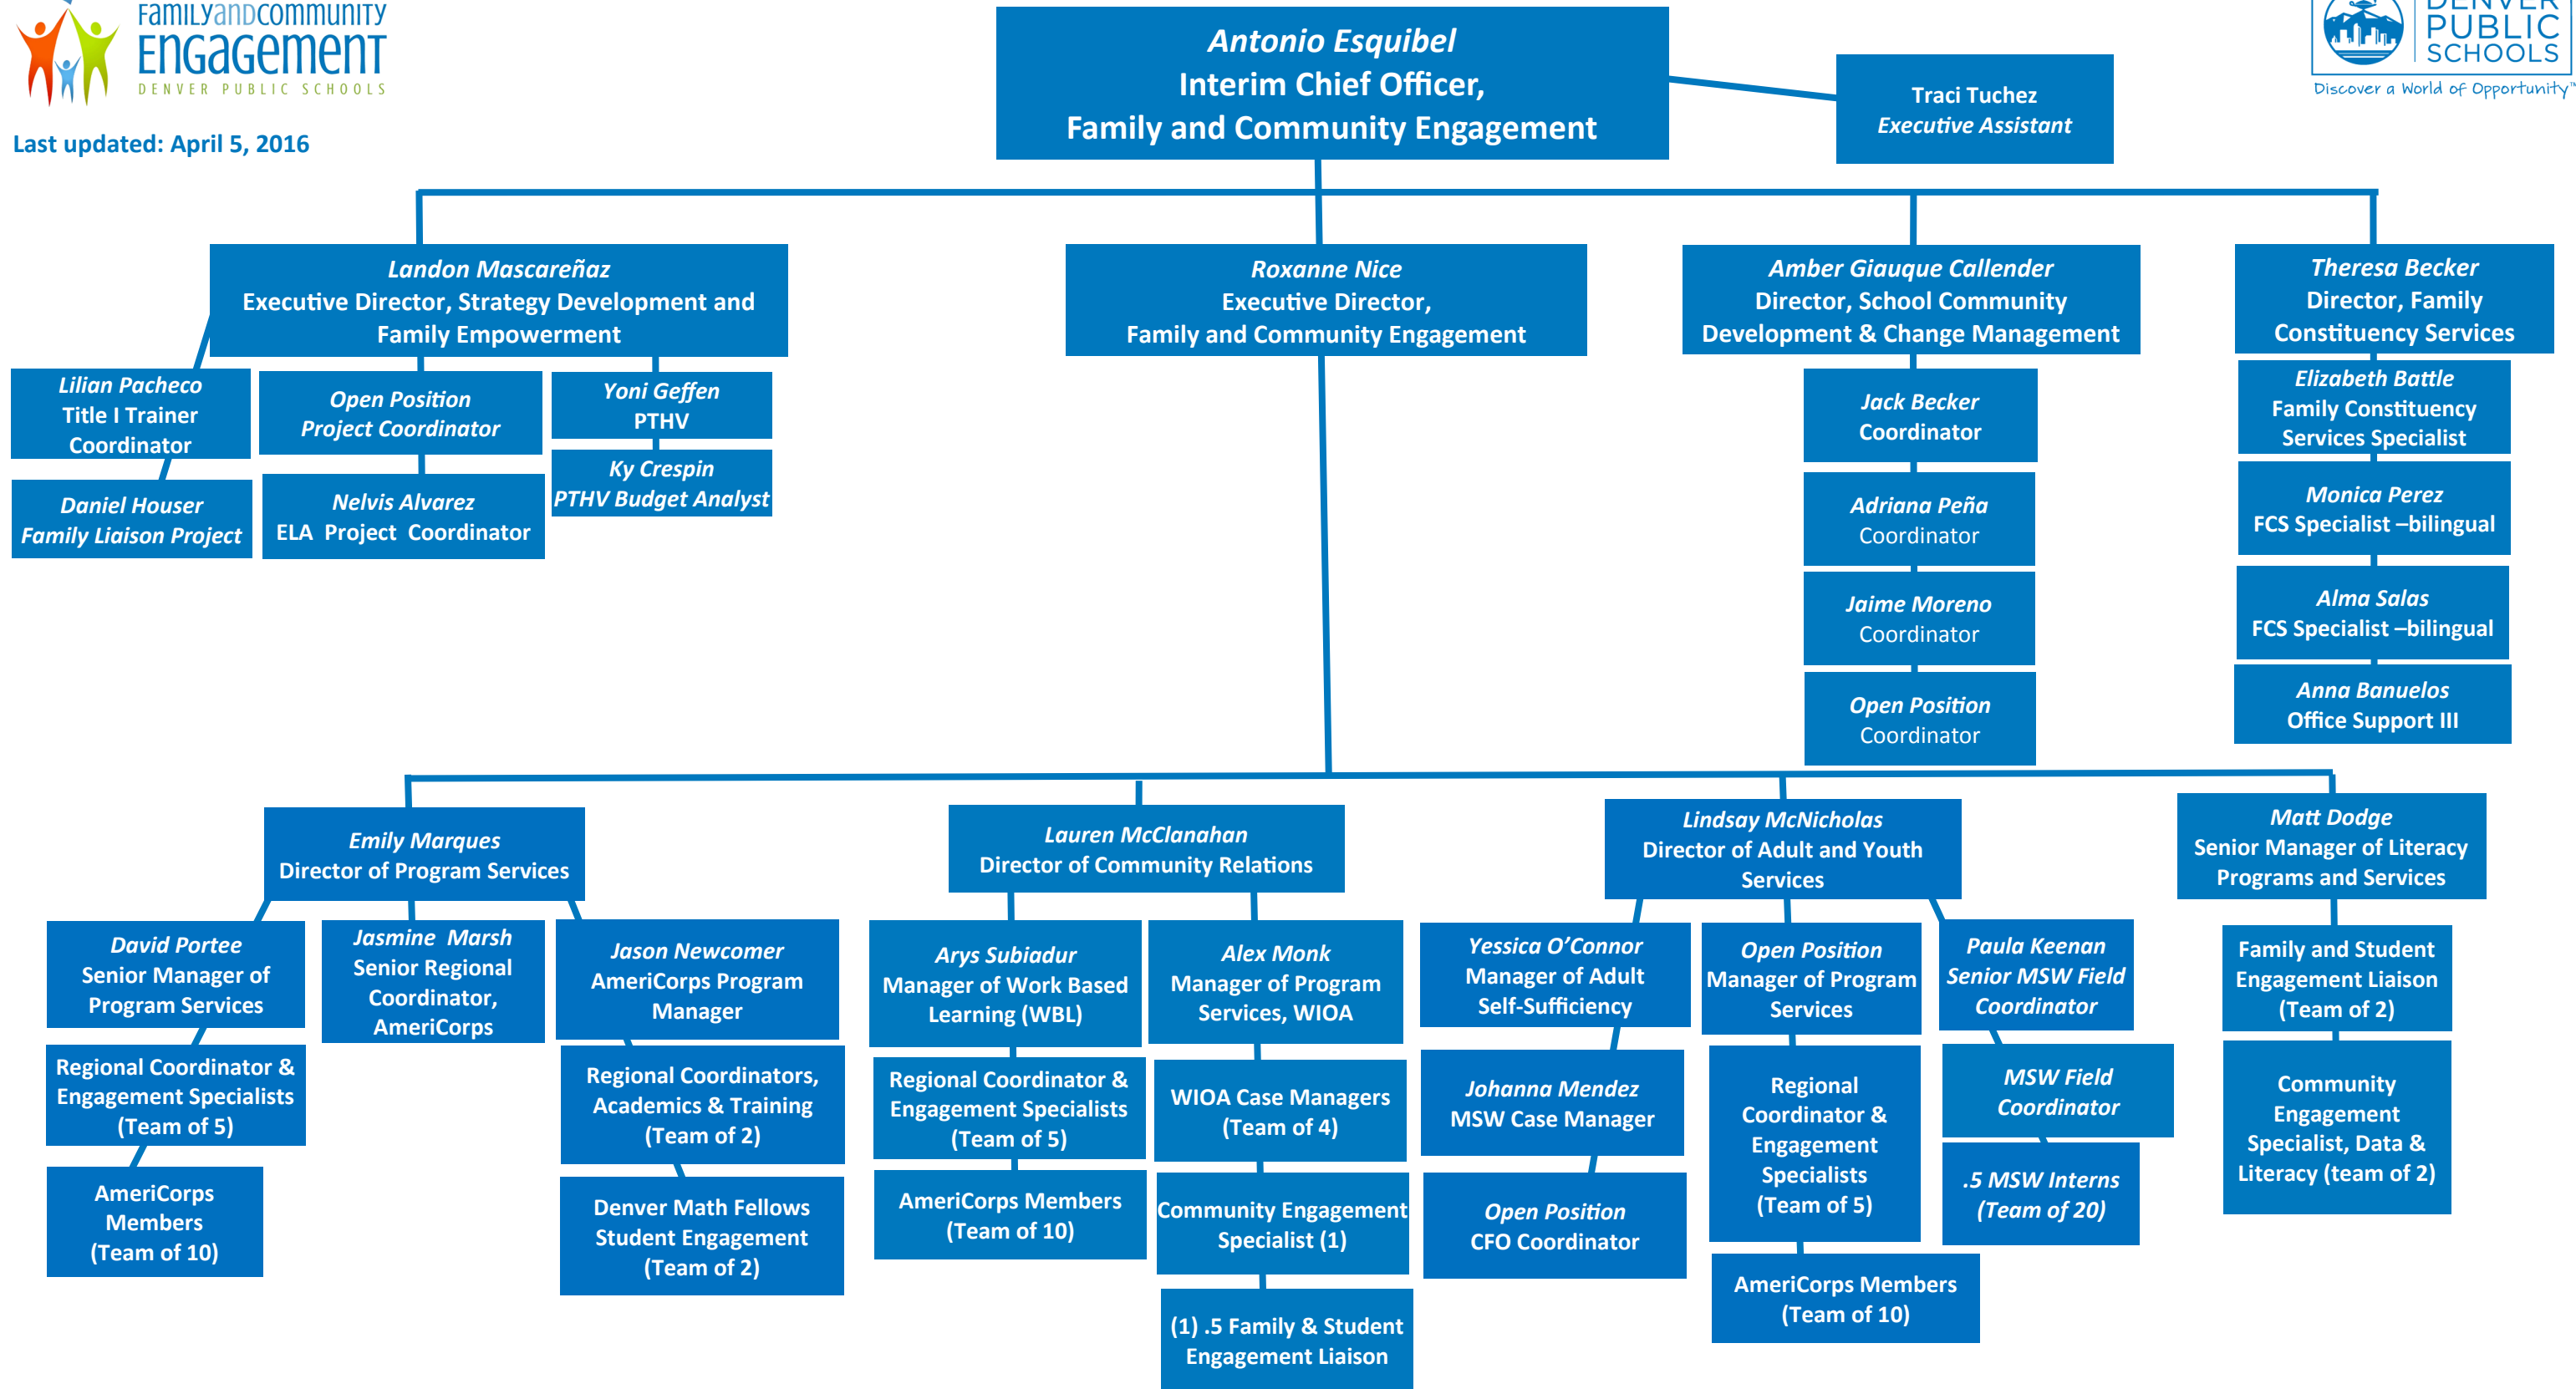 FamilyandCommunity
Engagement
DENVER PUBLIC SCHOOLS
Last updated: April 5, 2016
Antonio Esquibel
Interim Chief Officer,
Family and Community Engagement
Traci Tuchez
Executive Assistant
DENVER
PUBLIC
SCHOOLS
Discover a World of Opportunity™
Landon Mascareñaz
Executive Director, Strategy Development and
Family Empowerment
Roxanne Nice
Executive Director,
Family and Community Engagement
Amber Giauque Callender
Director, School Community
Development & Change Management
Theresa Becker
Director, Family
Constituency Services
Lilian Pacheco
Title I Trainer
Coordinator
Daniel Houser
Family Liaison Project
Open Position
Project Coordinator
Nelvis Alvarez
ELA Project Coordinator
Yoni Geffen
PTHV
Ky Crespin
PTHV Budget Analyst
Jack Becker
Coordinator
Adriana Peña
Coordinator
Jaime Moreno
Coordinator
Open Position
Coordinator
Elizabeth Battle
Family Constituency
Services Specialist
Monica Perez
FCS Specialist –bilingual
Alma Salas
FCS Specialist –bilingual
Anna Banuelos
Office Support III
Emily Marques
Director of Program Services
Lauren McClanahan
Director of Community Relations
Lindsay McNicholas
Director of Adult and Youth
Services
Matt Dodge
Senior Manager of Literacy
Programs and Services
David Portee
Senior Manager of
Program Services
Regional Coordinator &
Engagement Specialists
(Team of 5)
AmeriCorps
Members
(Team of 10)
Jasmine Marsh
Senior Regional
Coordinator,
AmeriCorps
Jason Newcomer
AmeriCorps Program
Manager
Regional Coordinators,
Academics & Training
(Team of 2)
Denver Math Fellows
Student Engagement
(Team of 2)
Arys Subiadur
Manager of Work Based
Learning (WBL)
Regional Coordinator &
Engagement Specialists
(Team of 5)
AmeriCorps Members
(Team of 10)
Alex Monk
Manager of Program
Services, WIOA
WIOA Case Managers
(Team of 4)
Community Engagement
Specialist (1)
(1) .5 Family & Student
Engagement Liaison
Yessica O’Connor
Manager of Adult
Self-Sufficiency
Johanna Mendez
MSW Case Manager
Open Position
CFO Coordinator
Open Position
Manager of Program
Services
Regional
Coordinator &
Engagement
Specialists
(Team of 5)
AmeriCorps Members
(Team of 10)
Paula Keenan
Senior MSW Field
Coordinator
MSW Field
Coordinator
.5 MSW Interns
(Team of 20)
Family and Student
Engagement Liaison
(Team of 2)
Community
Engagement
Specialist, Data &
Literacy (team of 2)